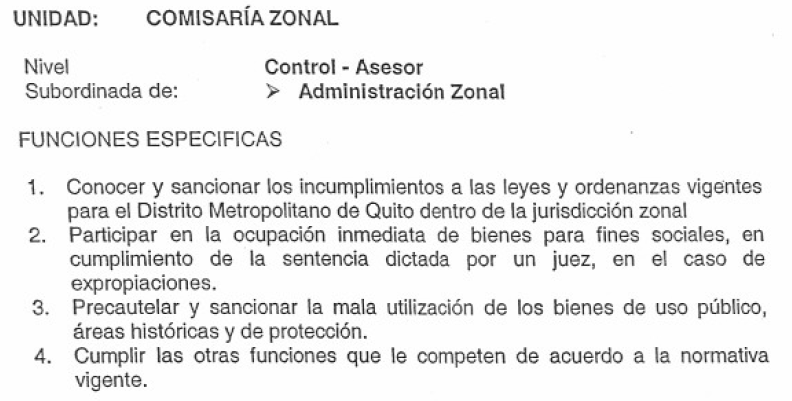 UNIDAD: COMISARÍA ZONAL
Nivel Control - Asesor
Subordinada de: ➢ Administración Zonal
FUNCIONES ESPECIFICAS
1. Conocer y sancionar los incumplimientos a las leyes y ordenanzas vigentes
para el Distrito Metropolitano de Quito dentro de la jurisdicción zonal
2. Participar en la ocupación inmediata de bienes para fines sociales, en
cumplimiento de la sentencia dictada por un juez, en el caso de
expropiaciones.
3. Precautelar y sancionar la mala utilización de los bienes de uso público,
áreas históricas y de protección.
4. Cumplir las otras funciones que le competen de acuerdo a la normativa
vigente.